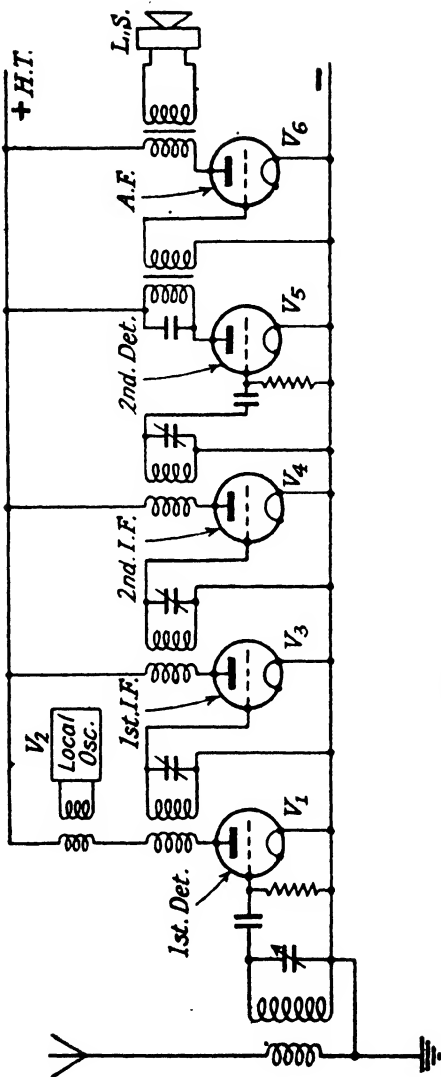 + H.T.
L.S.
V2
Local
Osc.
1st. Det.
V1
1st. I.F.
V3
2nd. I.F.
V4
2nd. Det.
V5
A.F.
V6
−